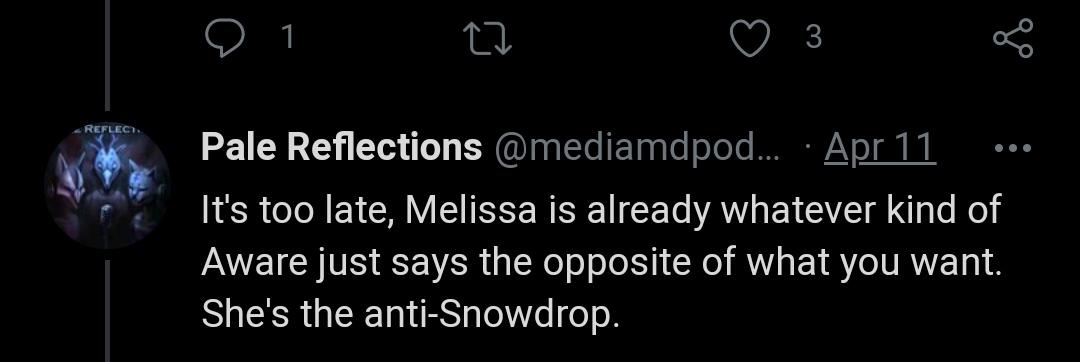 1
3
REFLECT
Pale Reflections @mediamdpod... · Apr 11
It's too late, Melissa is already whatever kind of
Aware just says the opposite of what you want.
She's the anti-Snowdrop.